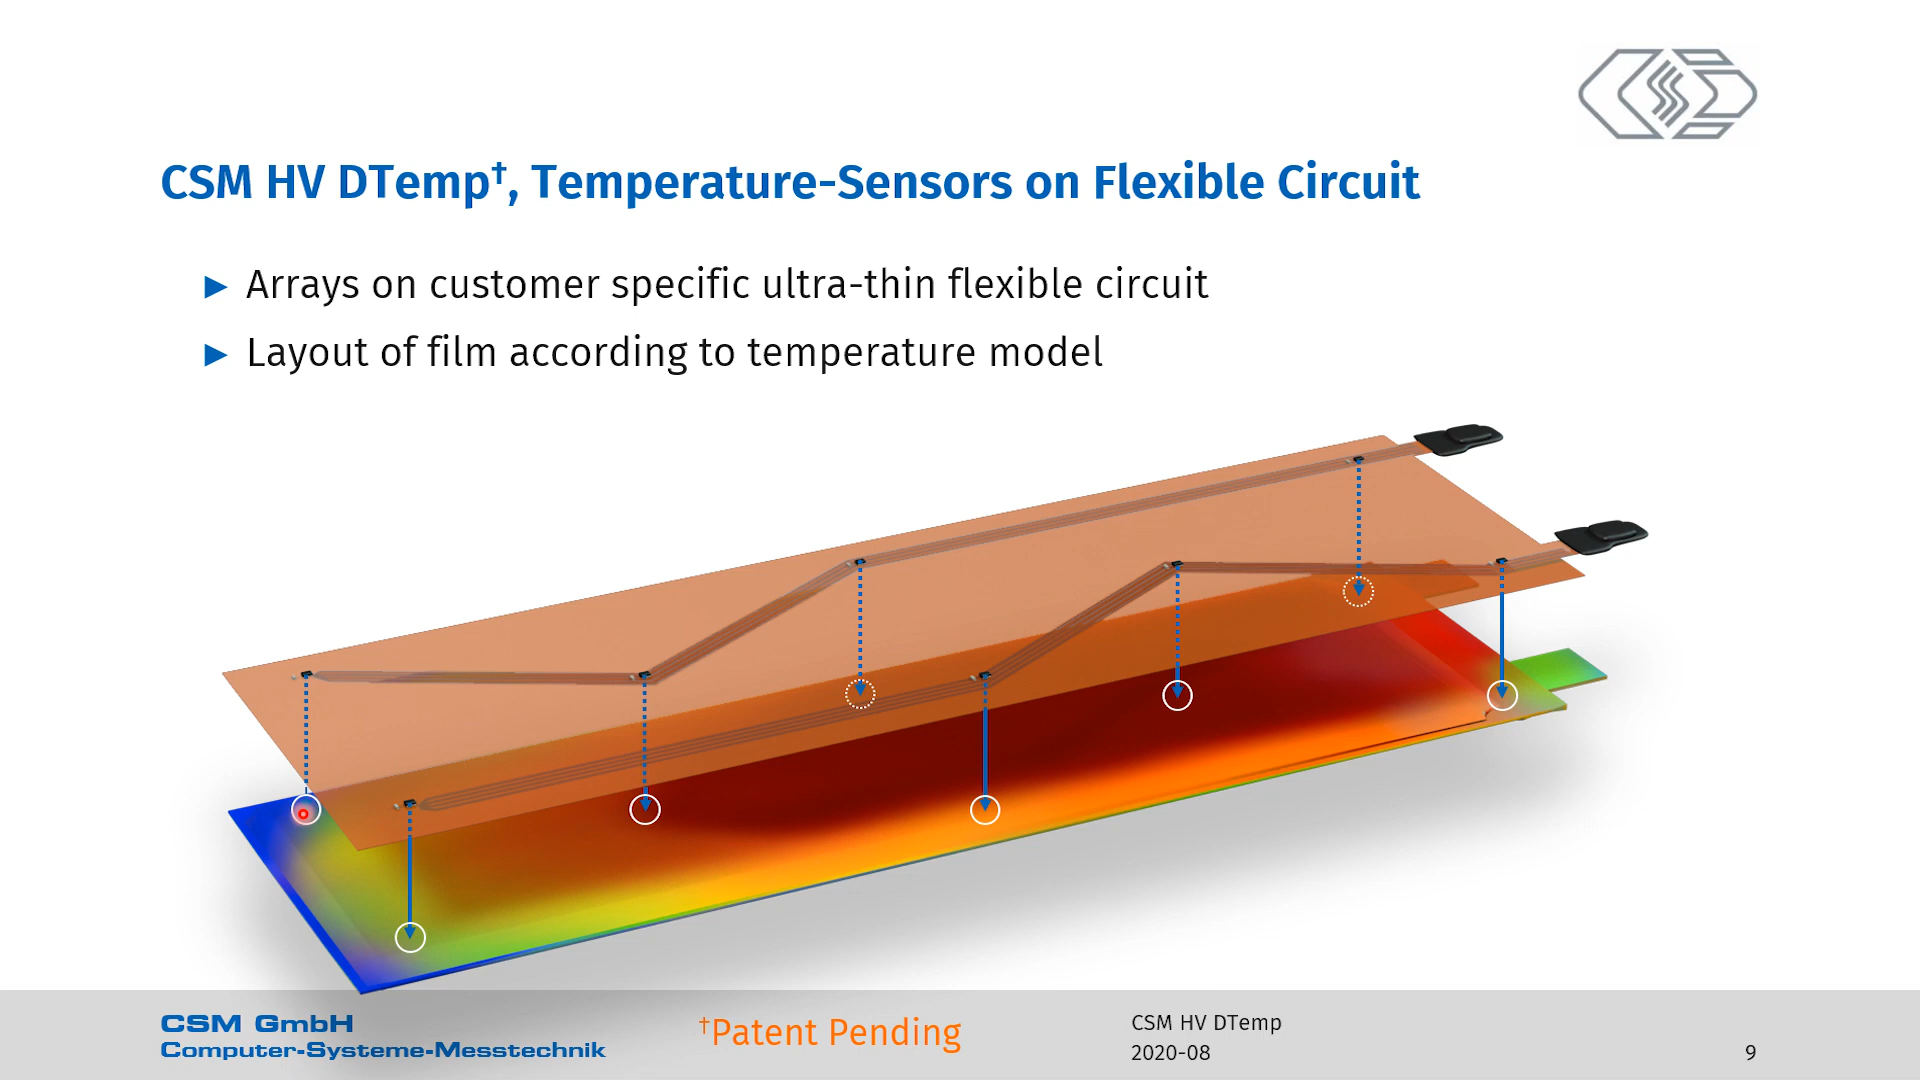 CSM HV DTemp†, Temperature-Sensors on Flexible Circuit
► Arrays on customer specific ultra-thin flexible circuit
► Layout of film according to temperature model
CSM GmbH
Computer-Systeme-Messtechnik
†Patent Pending
CSM HV DTemp
2020-08
9